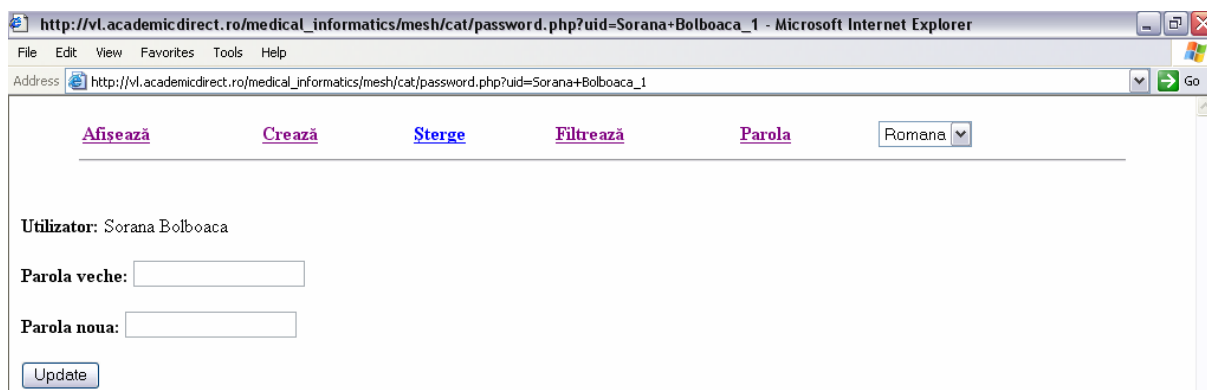 http://vl.academicdirect.ro/medical_informatics/mesh/cat/password.php?uid=Sorana+Bolboaca_1 - Microsoft Internet Explorer
File Edit View Favorites Tools Help
Address http://vl.academicdirect.ro/medical_informatics/mesh/cat/password.php?uid=Sorana+Bolboaca_1 Go
Afişează Crează Şterge Filtrează Parola Romana
Utilizator: Sorana Bolboaca
Parola veche:
Parola noua:
Update